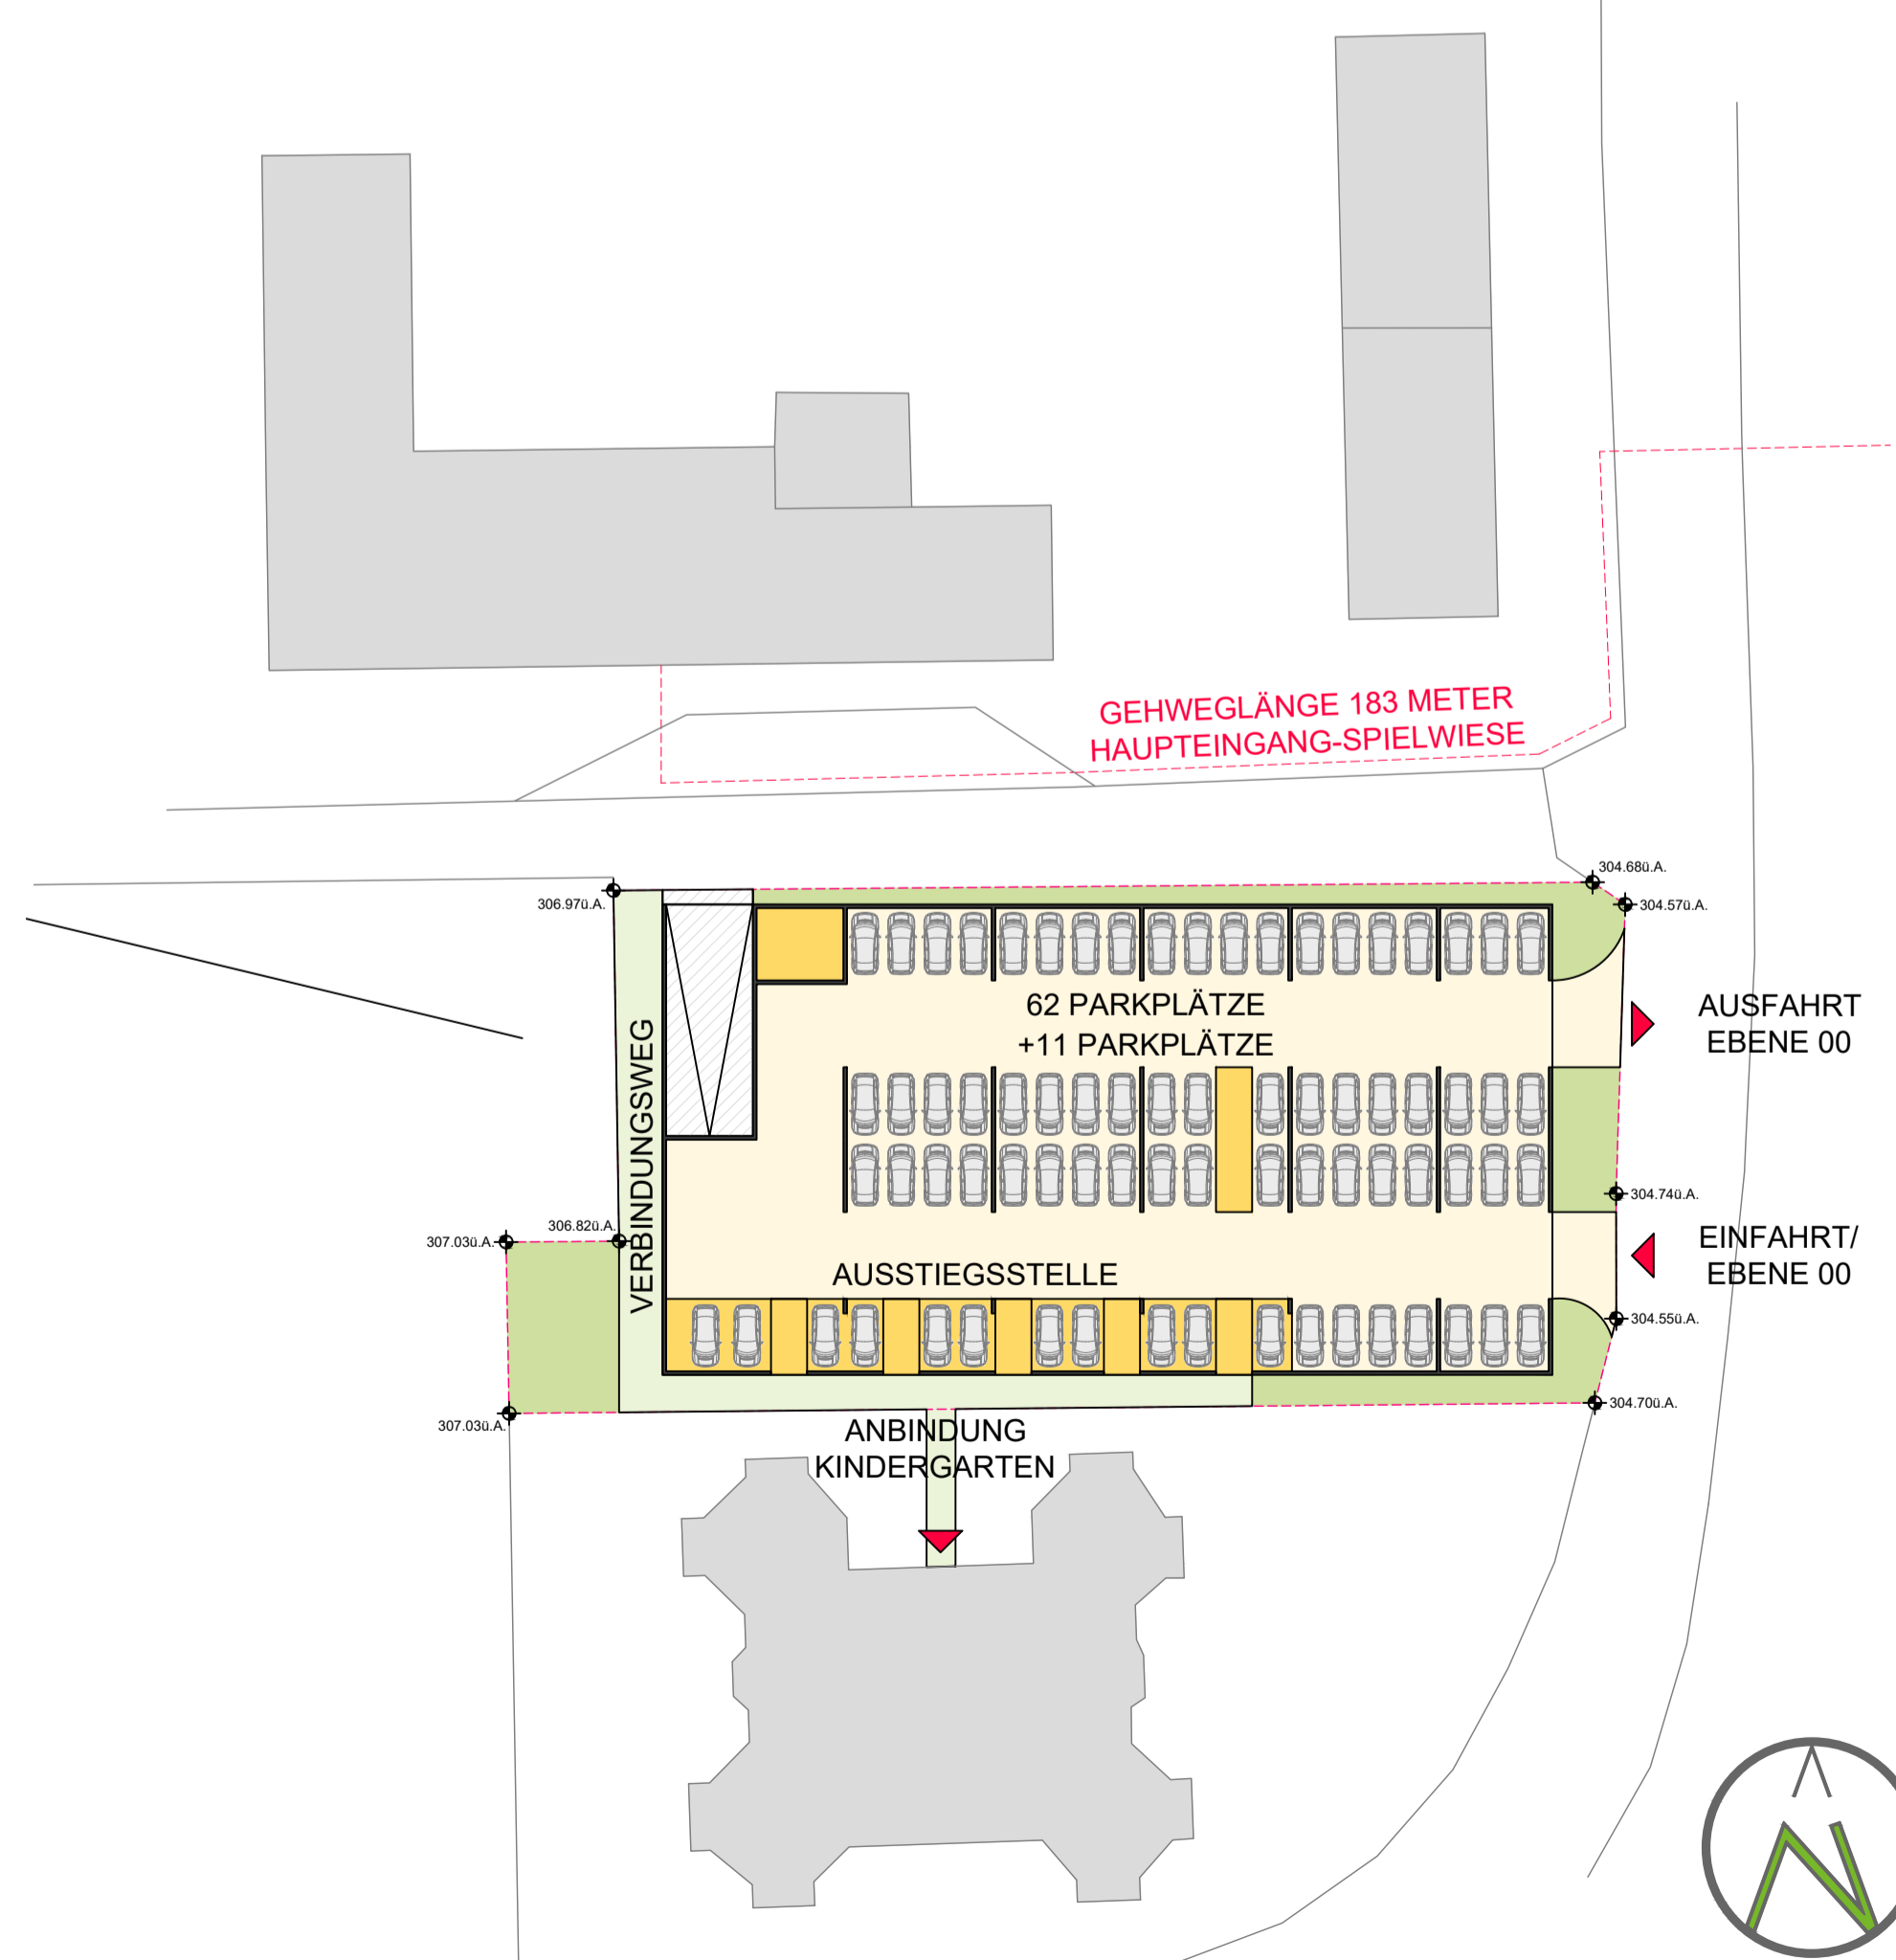 GEHWEGLÄNGE 183 METER
HAUPTEINGANG-SPIELWIESE
304.68ü.A.
306.97ü.A.
304.57ü.A.
62 PARKPLÄTZE
+11 PARKPLÄTZE
AUSFAHRT
EBENE 00
VERBINDUNGSWEG
304.74ü.A.
306.82ü.A.
307.03ü.A.
EINFAHRT/
EBENE 00
AUSSTIEGSSTELLE
304.55ü.A.
304.70ü.A.
307.03ü.A.
ANBINDUNG
KINDERGARTEN